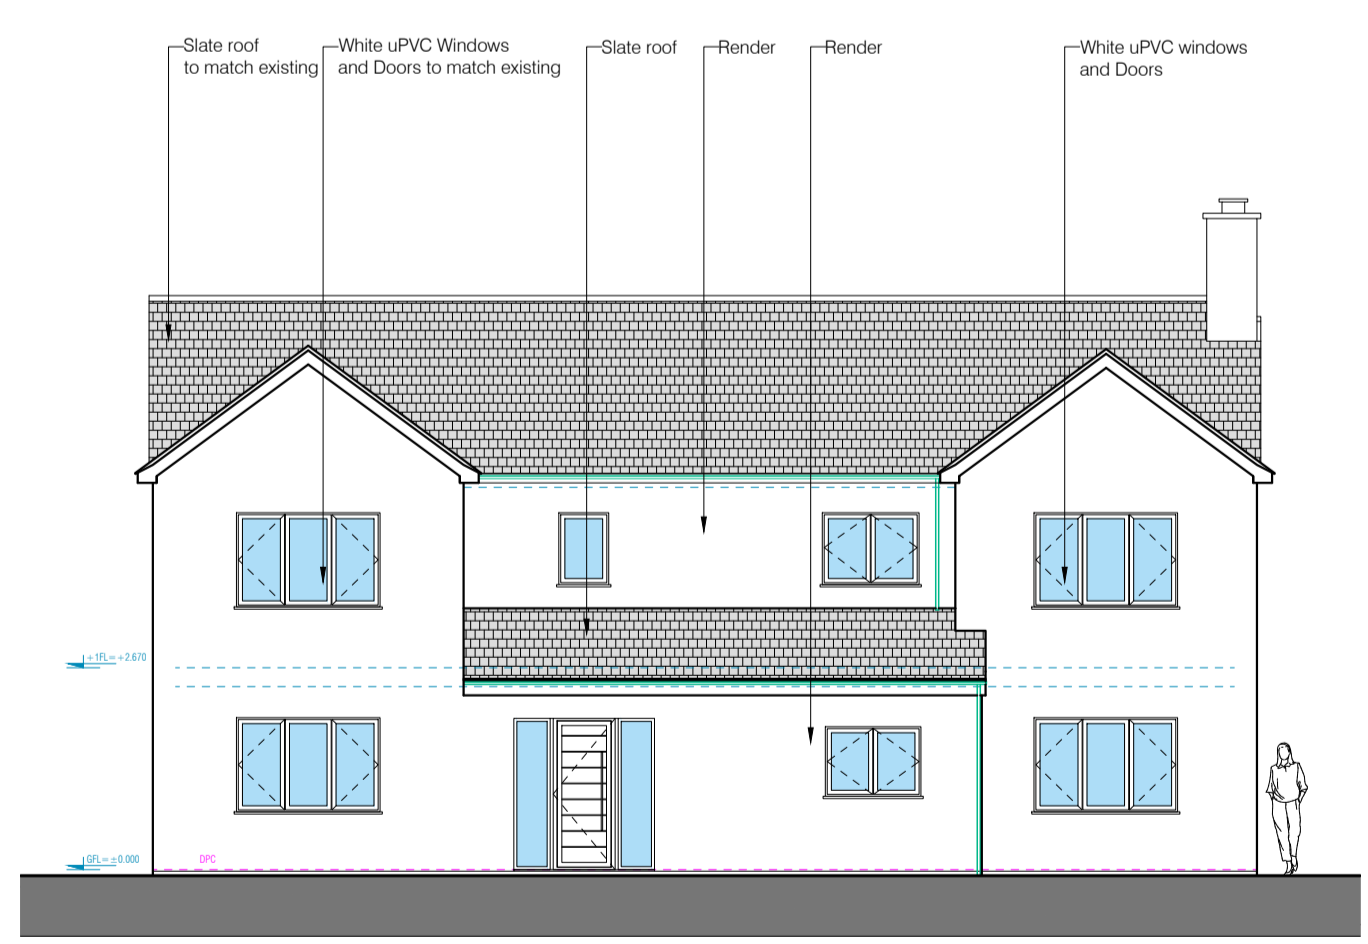 Slate roof
to match existing
White uPVC Windows
and Doors to match existing
Slate roof
Render
Render
White uPVC windows
and Doors
+1FL=+2.670
GFL=±0.000
DPC